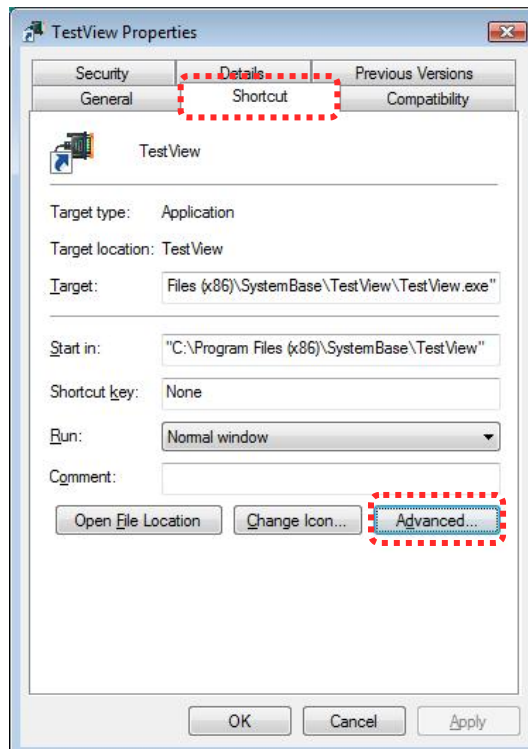 TestView Properties
Security Details Previous Versions
General Shortcut Compatibility
TestView
Target type: Application
Target location: TestView
Target: Files (x86)\SystemBase\TestView\TestView.exe"
Start in: "C:\Program Files (x86)\SystemBase\TestView"
Shortcut key: None
Run: Normal window
Comment:
Open File Location Change Icon... Advanced...
OK Cancel Apply